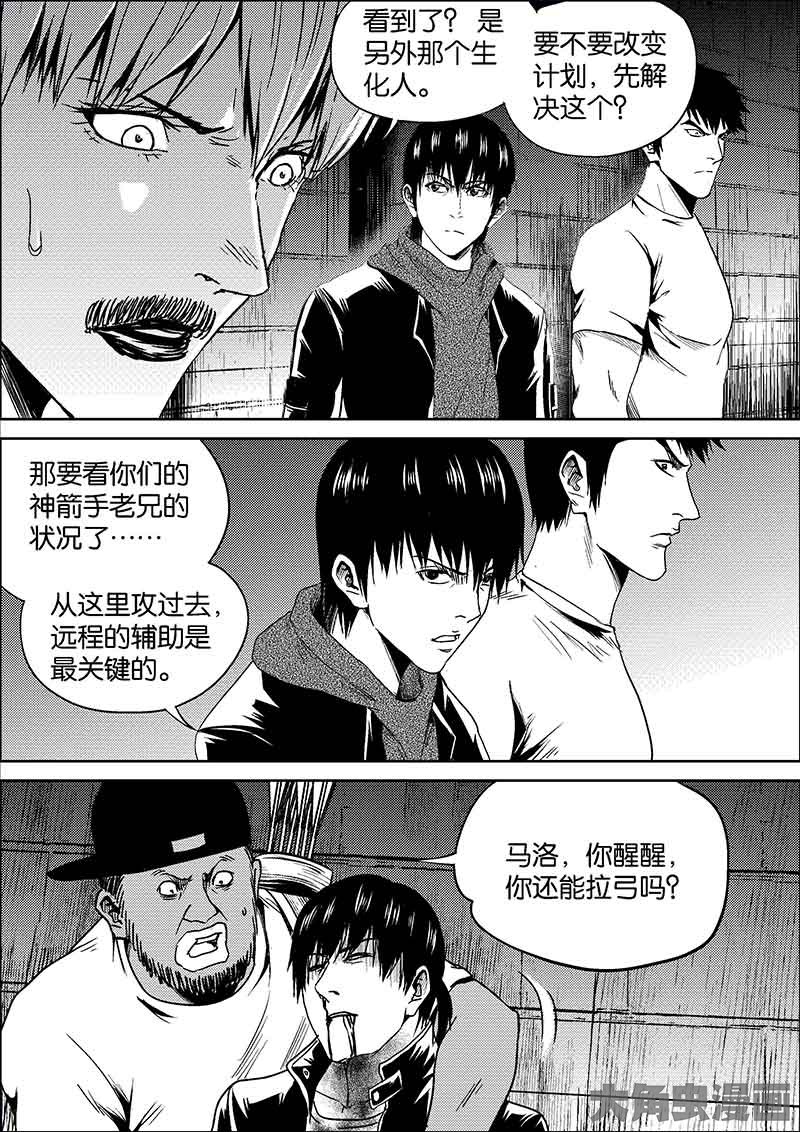 看到了？是
另外那个生
化人。
要不要改变
计划，先解
决这个？
那要看你们的
神箭手老兄的
状况了……
从这里攻过去，
远程的辅助是
最关键的。
马洛，你醒醒，
你还能拉弓吗？
大角虫漫画